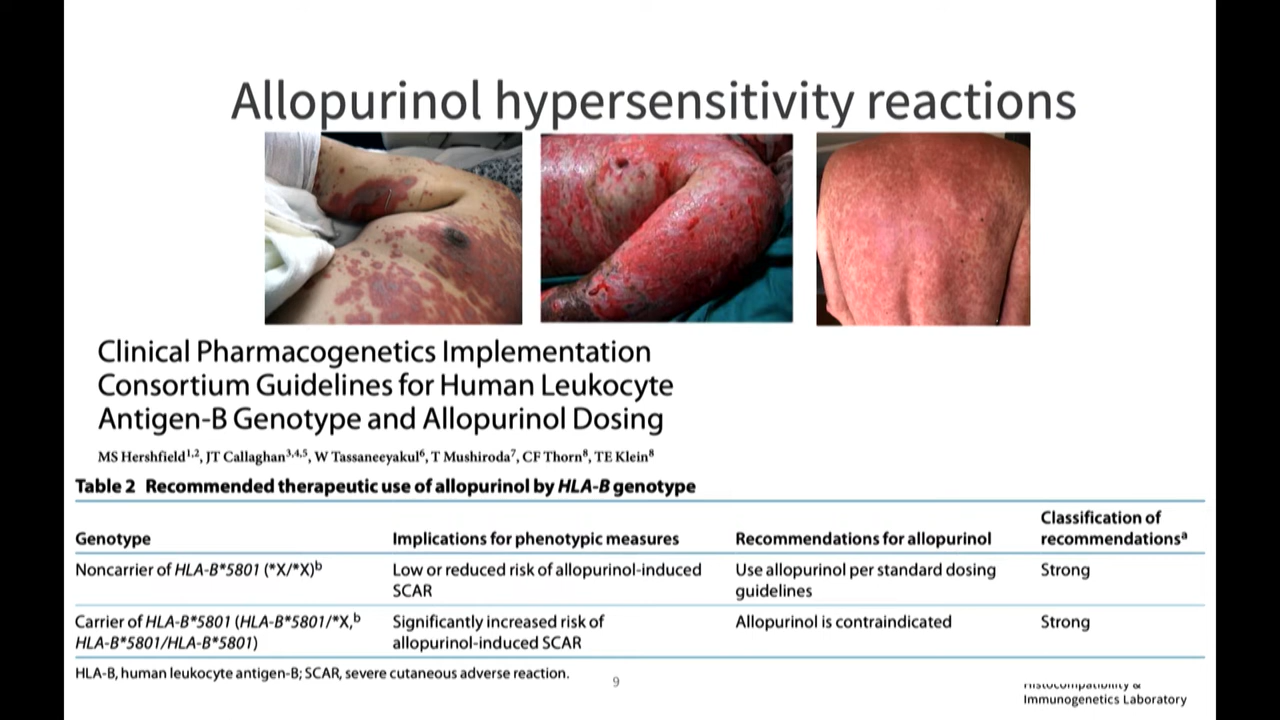 Allopurinol hypersensitivity reactions
Clinical Pharmacogenetics Implementation
Consortium Guidelines for Human Leukocyte
Antigen-B Genotype and Allopurinol Dosing
MS Hershfield1,2, JT Callaghan3,4,5, W Tassaneeyakul6, T Mushiroda7, CF Thorn8, TE Klein8
Table 2 Recommended therapeutic use of allopurinol by HLA-B genotype
Genotype Implications for phenotypic measures Recommendations for allopurinol Classification of
recommendationsa
Noncarrier of HLA-B*5801 (*X/*X)b Low or reduced risk of allopurinol-induced Use allopurinol per standard dosing Strong
SCAR guidelines
Carrier of HLA-B*5801 (HLA-B*5801/*X,b Significantly increased risk of Allopurinol is contraindicated Strong
HLA-B*5801/HLA-B*5801) allopurinol-induced SCAR
HLA-B, human leukocyte antigen-B; SCAR, severe cutaneous adverse reaction.
9
Histocompatibility &
Immunogenetics Laboratory